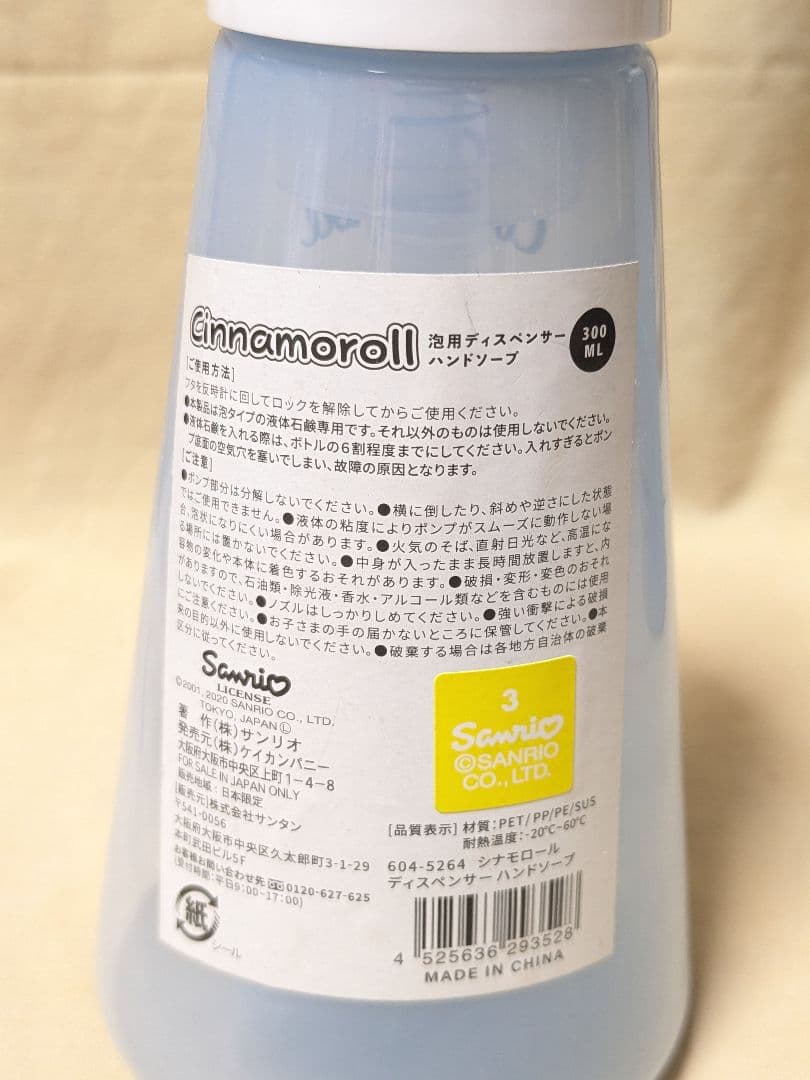 cinnamoroll
泡用ディスペンサー
ハンドソープ
300
ML
[ご使用方法]
フタを反時計に回してロックを解除してからご使用ください。
●本製品は泡タイプの液体石鹸専用です。それ以外のものは使用しないでください。
●液体石鹸を入れる際は、ボトルの6割程度までにしてください。入れすぎるとポン
プ底面の空気穴を塞いでしまい、故障の原因となります。
[ご注意]
●ポンプ部分は分解しないでください。●横に倒したり、斜めや逆さにした状態
ではご使用できません。●液体の粘度によりポンプがスムーズに動作しない場
合、泡状になりにくい場合があります。●火気のそば、直射日光など、高温にな
る場所には置かないでください。●中身が入ったまま長時間放置しますと、内
容物の変化や本体に着色するおそれがあります。●破損・変形・変色のおそれ
がありますので、石油類・除光液・香水・アルコール類などを含むものには使用
しないでください。●ノズルはしっかりしめてください。●強い衝撃による破損
にご注意ください。●お子さまの手の届かないところに保管してください。●本
来の目的以外に使用しないでください。●破棄する場合は各地方自治体の破棄
区分に従ってください。
Sanrio
LICENSE
©2001, 2020 SANRIO CO., LTD.
TOKYO, JAPAN Ⓛ
著 作(株)サンリオ
発売元(株)ケイカンパニー
大阪府大阪市中央区上町1-4-8
FOR SALE IN JAPAN ONLY
販売地域:日本限定
[販売元]株式会社サンタン
〒541-0056
大阪府大阪市中央区久太郎町3-1-29
本町武田ビル5F
お客様お問い合わせ先 0120-627-625
(受付時間:平日9:00~17:00)
紙
シール
3
Sanrio
©SANRIO
CO., LTD.
[品質表示] 材質:PET/PP/PE/SUS
耐熱温度:-20℃~60℃
604-5264 シナモロール
ディスペンサー ハンドソープ
4 525636 293528
MADE IN CHINA